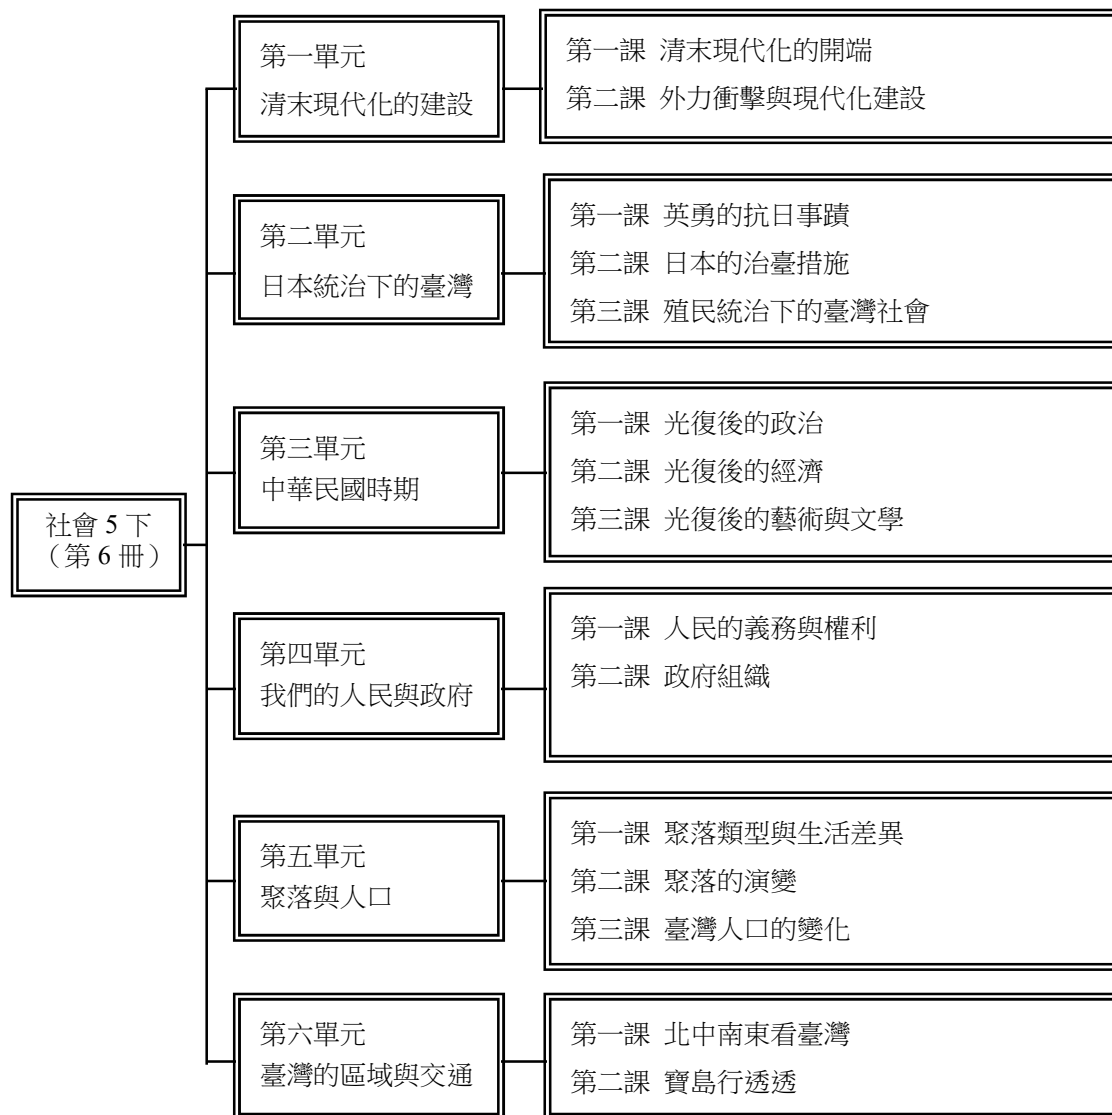 社會 5 下
（第 6 冊）
第一單元
清末現代化的建設
第一課 清末現代化的開端
第二課 外力衝擊與現代化建設
第二單元
日本統治下的臺灣
第一課 英勇的抗日事蹟
第二課 日本的治臺措施
第三課 殖民統治下的臺灣社會
第三單元
中華民國時期
第一課 光復後的政治
第二課 光復後的經濟
第三課 光復後的藝術與文學
第四單元
我們的人民與政府
第一課 人民的義務與權利
第二課 政府組織
第五單元
聚落與人口
第一課 聚落類型與生活差異
第二課 聚落的演變
第三課 臺灣人口的變化
第六單元
臺灣的區域與交通
第一課 北中南東看臺灣
第二課 寶島行透透